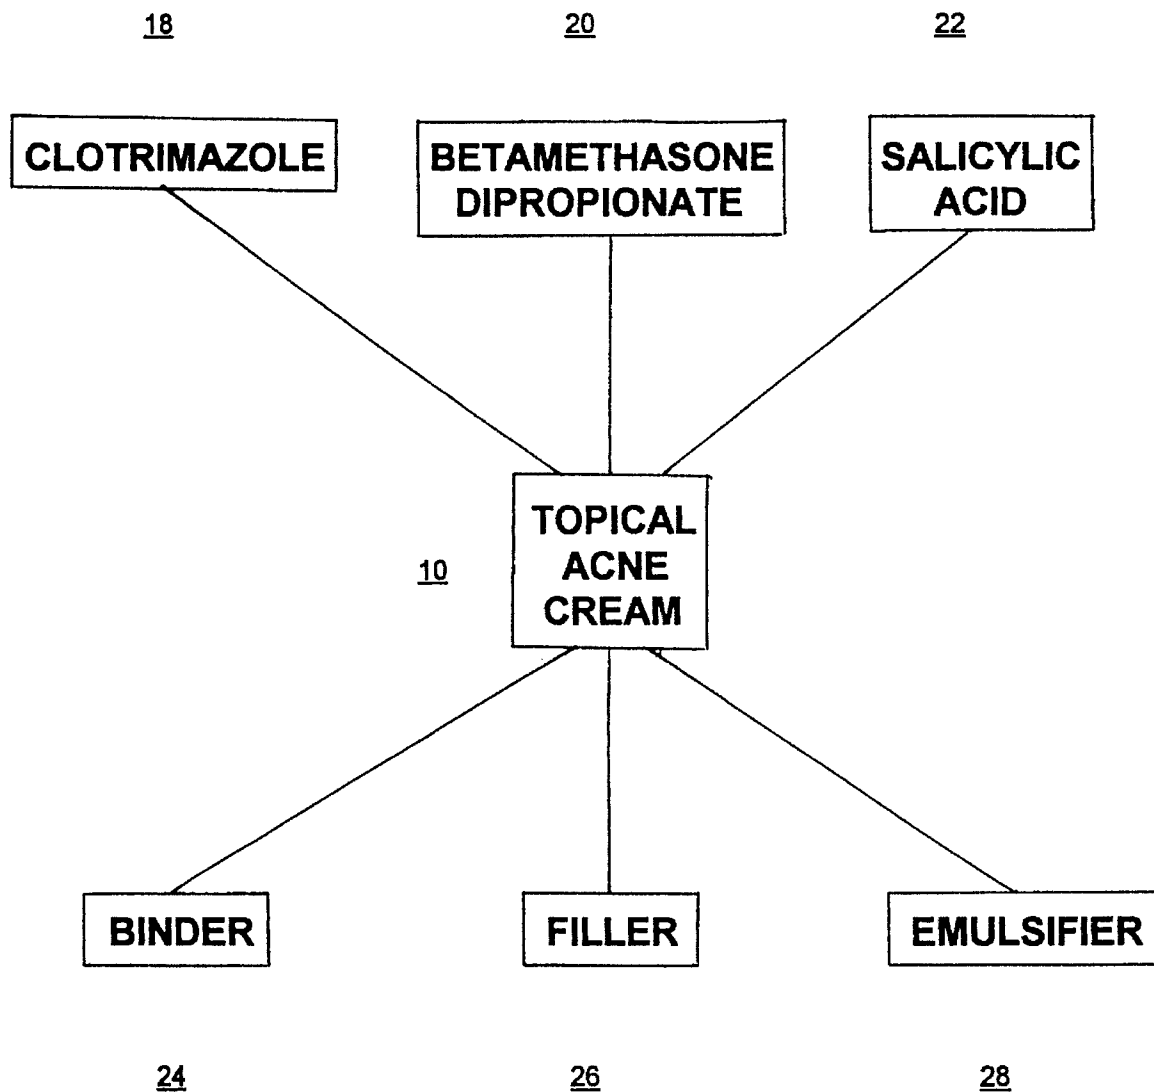 18 20 22
CLOTRIMAZOLE
BETAMETHASONE
DIPROPIONATE
SALICYLIC
ACID
10
TOPICAL
ACNE
CREAM
BINDER
FILLER
EMULSIFIER
24 26 28